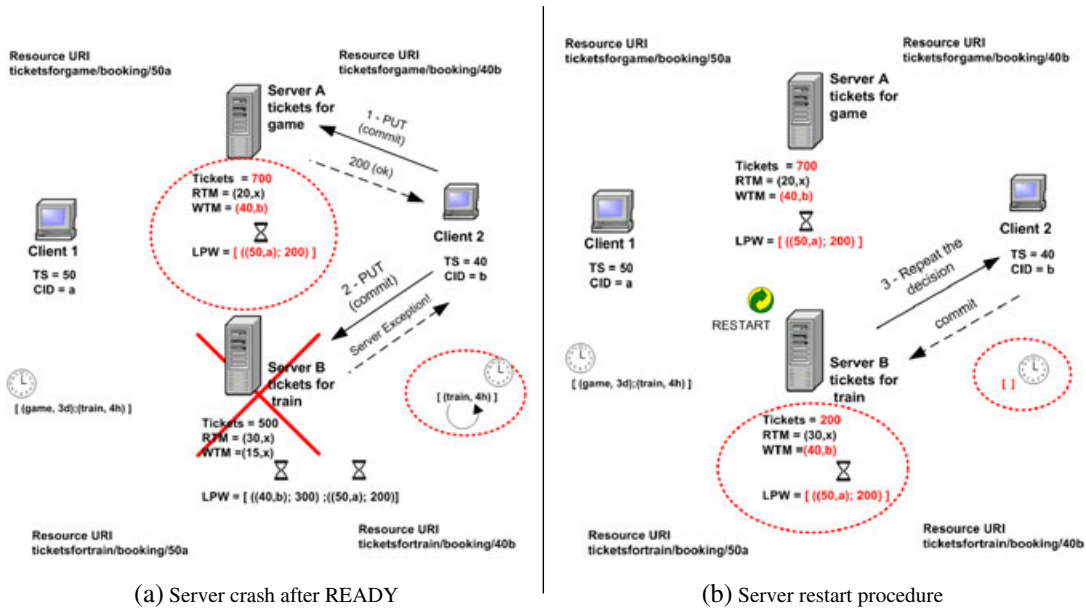 Resource URI
ticketsforgame/booking/50a
Resource URI
ticketsforgame/booking/40b
Server A
tickets for
game
1 - PUT
(commit)
200 (ok)
Tickets = 700
RTM = (20,x)
WTM = (40,b)
LPW = [ ((50,a); 200) ]
Client 1
TS = 50
CID = a
Client 2
TS = 40
CID = b
2 - PUT
(commit)
Server Exception!
Server B
tickets for
train
[ (game, 3d);(train, 4h) ]
[ (train, 4h) ]
Tickets = 500
RTM = (30,x)
WTM =(15,x)
LPW = [ ((40,b); 300) ;((50,a); 200)]
Resource URI
ticketsfortrain/booking/50a
Resource URI
ticketsfortrain/booking/40b
(a) Server crash after READY
Resource URI
ticketsforgame/booking/50a
Resource URI
ticketsforgame/booking/40b
Server A
tickets for
game
Tickets = 700
RTM = (20,x)
WTM = (40,b)
LPW = [ ((50,a); 200) ]
Client 1
TS = 50
CID = a
Client 2
TS = 40
CID = b
3 - Repeat the
decision
commit
RESTART
Server B
tickets for
train
[ (game, 3d);(train, 4h) ]
[ ]
Tickets = 200
RTM = (30,x)
WTM =(40,b)
LPW = [ ((50,a); 200) ]
Resource URI
ticketsfortrain/booking/50a
Resource URI
ticketsfortrain/booking/40b
(b) Server restart procedure